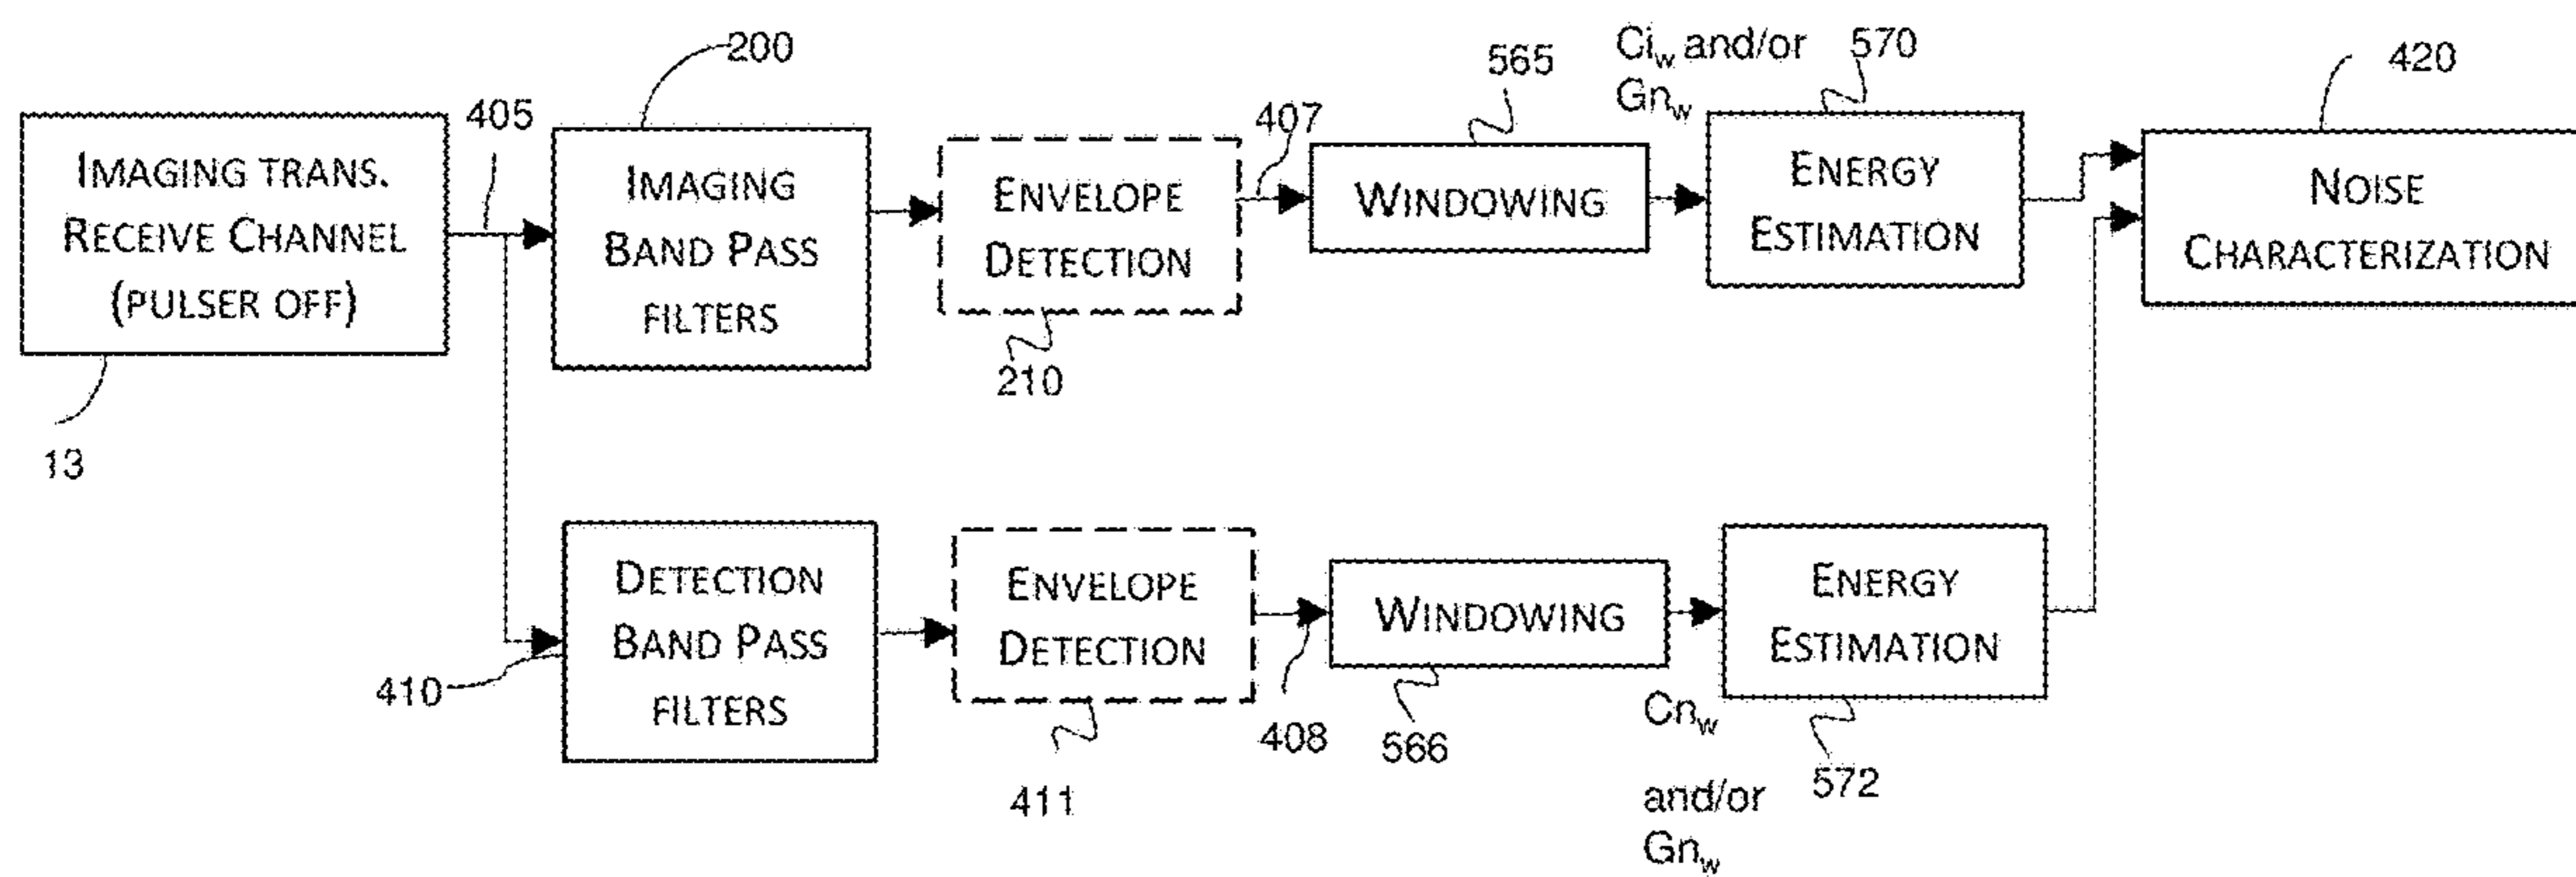 200
565
Ciw and/or
Gnw
570
420
405
407
IMAGING TRANS.
RECEIVE CHANNEL
(PULSER OFF)
IMAGING
BAND PASS
FILTERS
ENVELOPE
DETECTION
WINDOWING
ENERGY
ESTIMATION
NOISE
CHARACTERIZATION
13
210
DETECTION
BAND PASS
FILTERS
ENVELOPE
DETECTION
WINDOWING
ENERGY
ESTIMATION
410
411
408
566
Cnw
and/or
Gnw
572